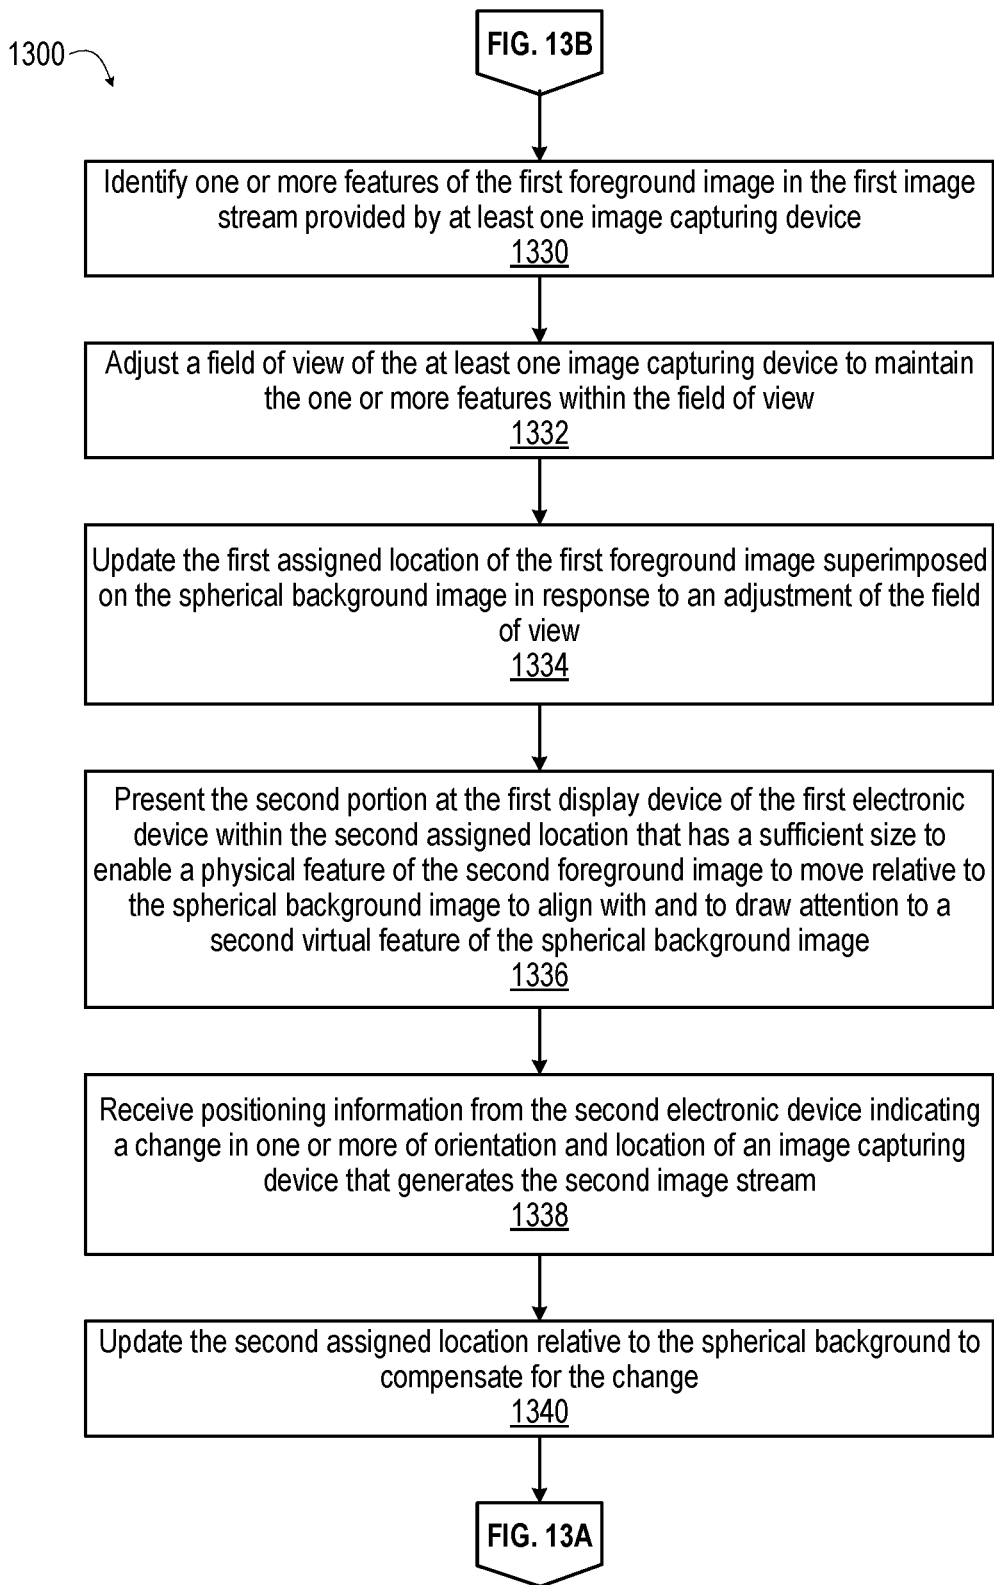 FIG. 13B
1300
Identify one or more features of the first foreground image in the first image
stream provided by at least one image capturing device
1330
Adjust a field of view of the at least one image capturing device to maintain
the one or more features within the field of view
1332
Update the first assigned location of the first foreground image superimposed
on the spherical background image in response to an adjustment of the field
of view
1334
Present the second portion at the first display device of the first electronic
device within the second assigned location that has a sufficient size to
enable a physical feature of the second foreground image to move relative to
the spherical background image to align with and to draw attention to a
second virtual feature of the spherical background image
1336
Receive positioning information from the second electronic device indicating
a change in one or more of orientation and location of an image capturing
device that generates the second image stream
1338
Update the second assigned location relative to the spherical background to
compensate for the change
1340
FIG. 13A